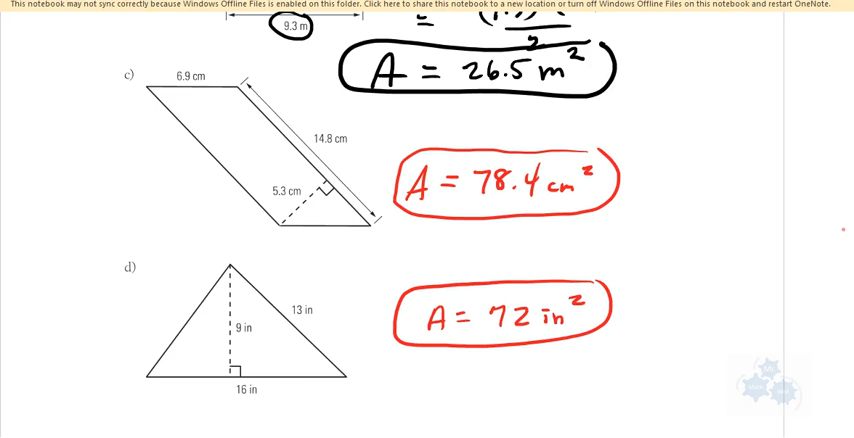 This notebook may not sync correctly because Windows Offline Files is enabled on this folder. Click here to share this notebook to a new location or turn off Windows Offline Files on this notebook and restart OneNote.
9.3 m
=
2
A = 26.5 m²
c)
6.9 cm
14.8 cm
5.3 cm
A = 78.4 cm²
d)
13 in
9 in
16 in
A = 72 in²